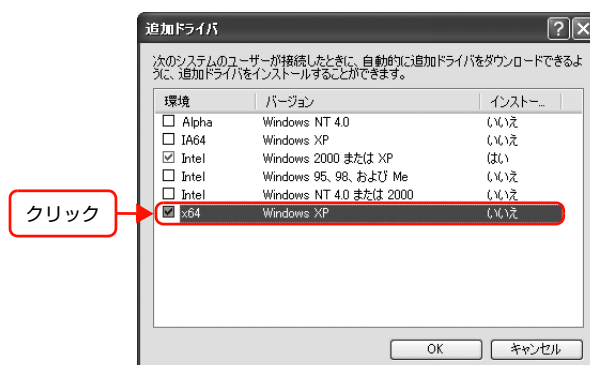 追加ドライバ
次のシステムのユーザーが接続したときに、自動的に追加ドライバをダウンロードできるよ
うに、追加ドライバをインストールすることができます。
環境 バージョン インストー...
Alpha Windows NT 4.0 いいえ
IA64 Windows XP いいえ
Intel Windows 2000 または XP はい
Intel Windows 95、98、および Me いいえ
Intel Windows NT 4.0 または 2000 いいえ
クリック
x64 Windows XP いいえ
OK キャンセル